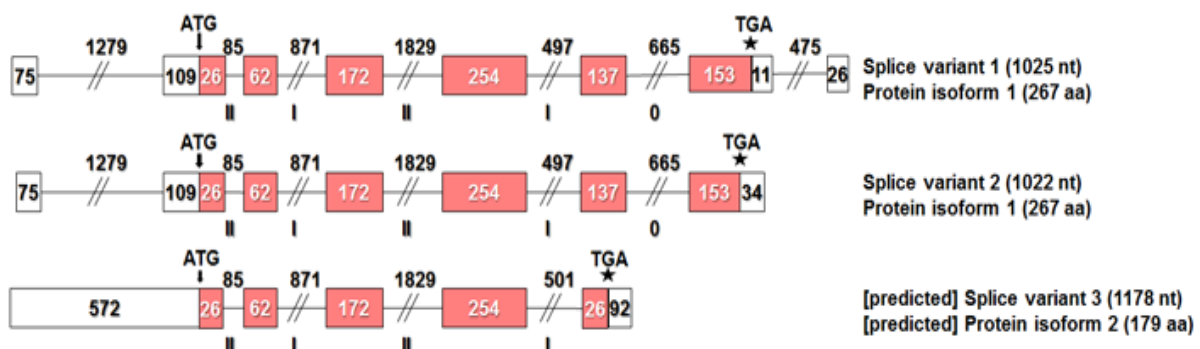 ATG TGA
1279 85 871 1829 497 665 475
75 109 26 62 172 254 137 153 11 26
Splice variant 1 (1025 nt)
Protein isoform 1 (267 aa)
II I II I 0
ATG TGA
1279 85 871 1829 497 665
75 109 26 62 172 254 137 153 34
Splice variant 2 (1022 nt)
Protein isoform 1 (267 aa)
II I II I 0
ATG TGA
85 871 1829 501
572 26 62 172 254 26 92
[predicted] Splice variant 3 (1178 nt)
[predicted] Protein isoform 2 (179 aa)
II I II I